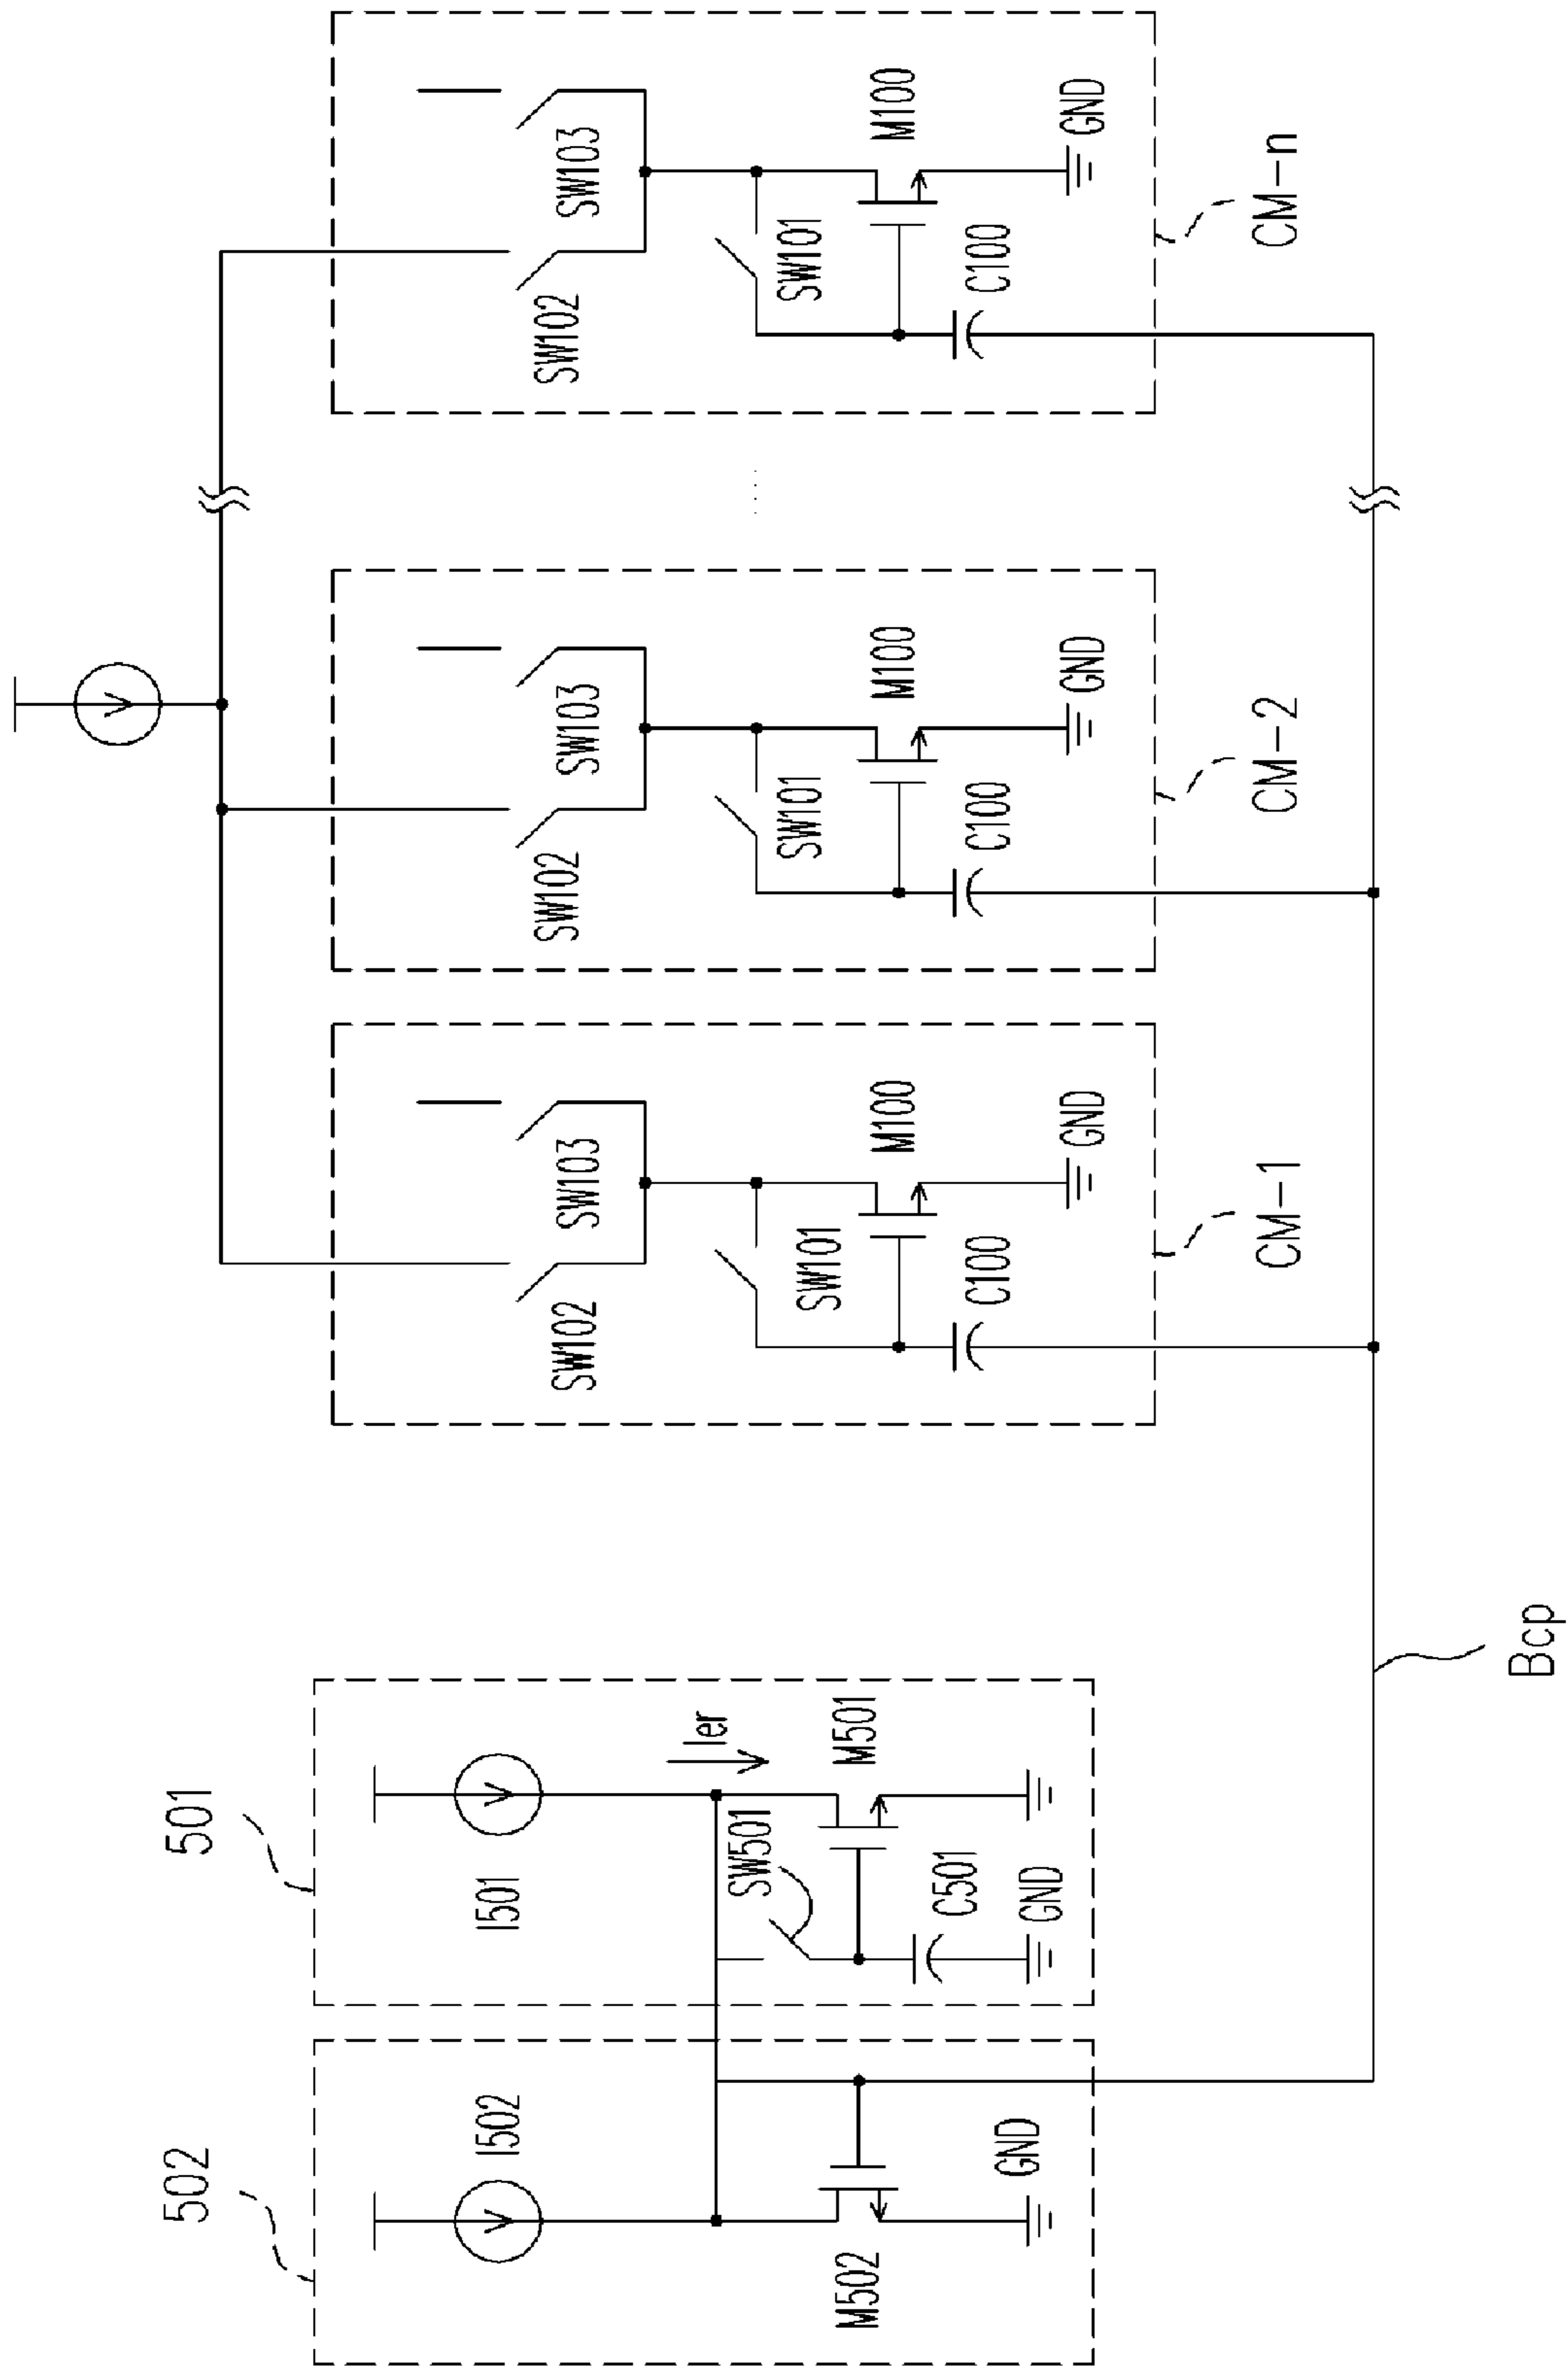 502
501
I502
I501
M502
GND
SW501
Ier
M501
C501
GND
Bcp
SW102
SW103
SW101
M100
C100
GND
CM-1
SW102
SW103
SW101
M100
C100
GND
CM-2
SW102
SW103
SW101
M100
C100
GND
CM-n